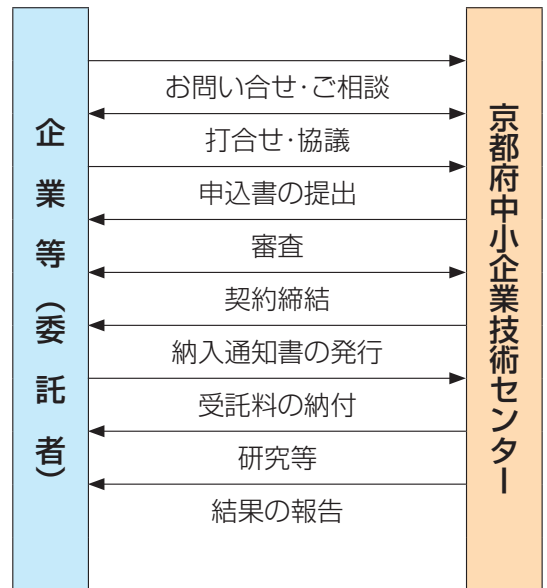 企業等（委託者）
お問い合せ・ご相談
打合せ・協議
申込書の提出
審査
契約締結
納入通知書の発行
受託料の納付
研究等
結果の報告
京都府中小企業技術センター